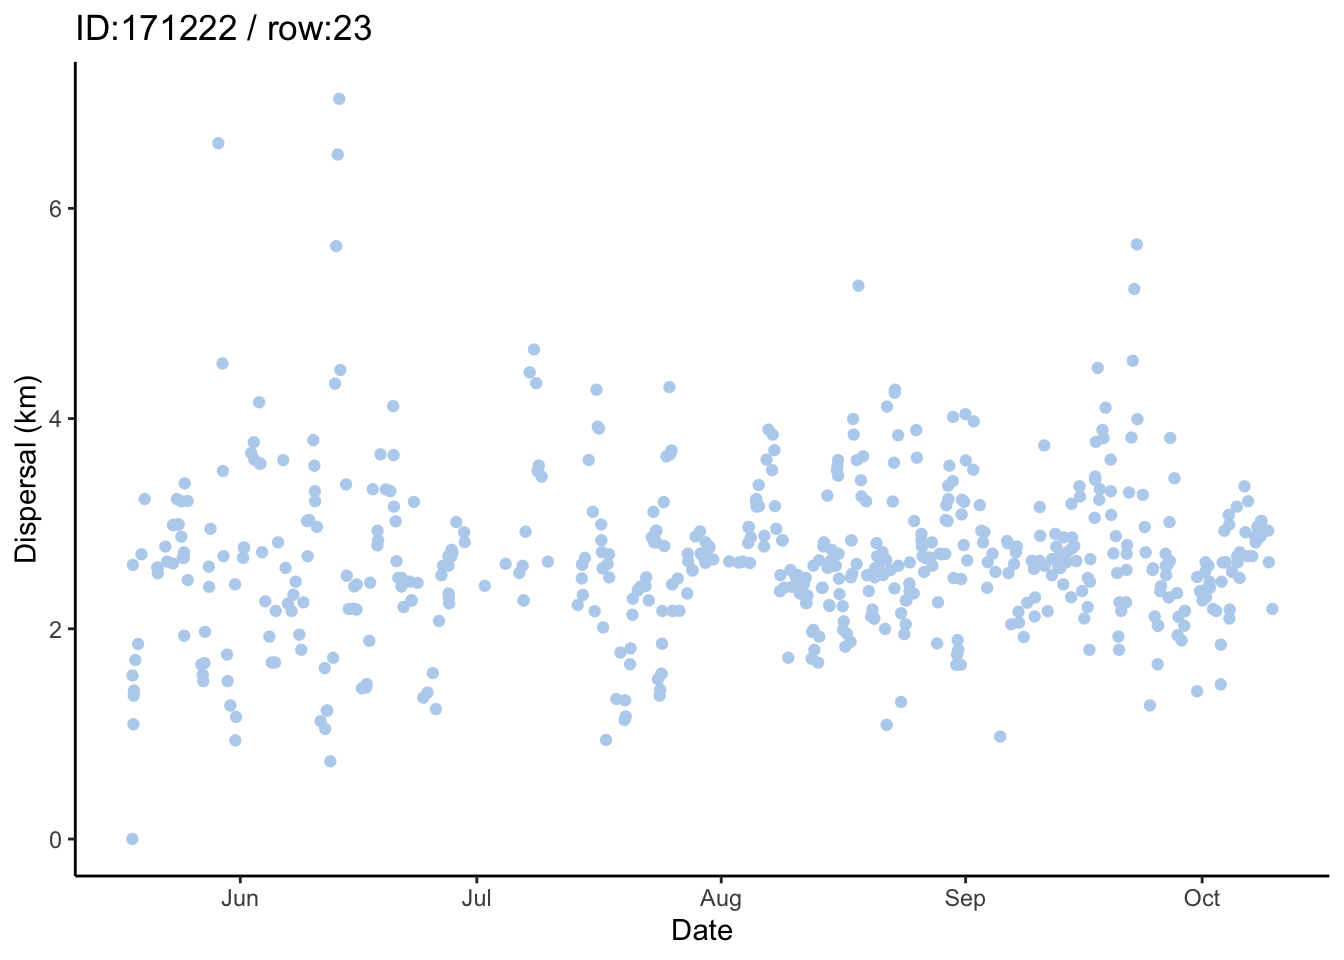 ID:171222 / row:23
Dispersal (km)
6
4
2
0
Jun Jul Aug Sep Oct
Date